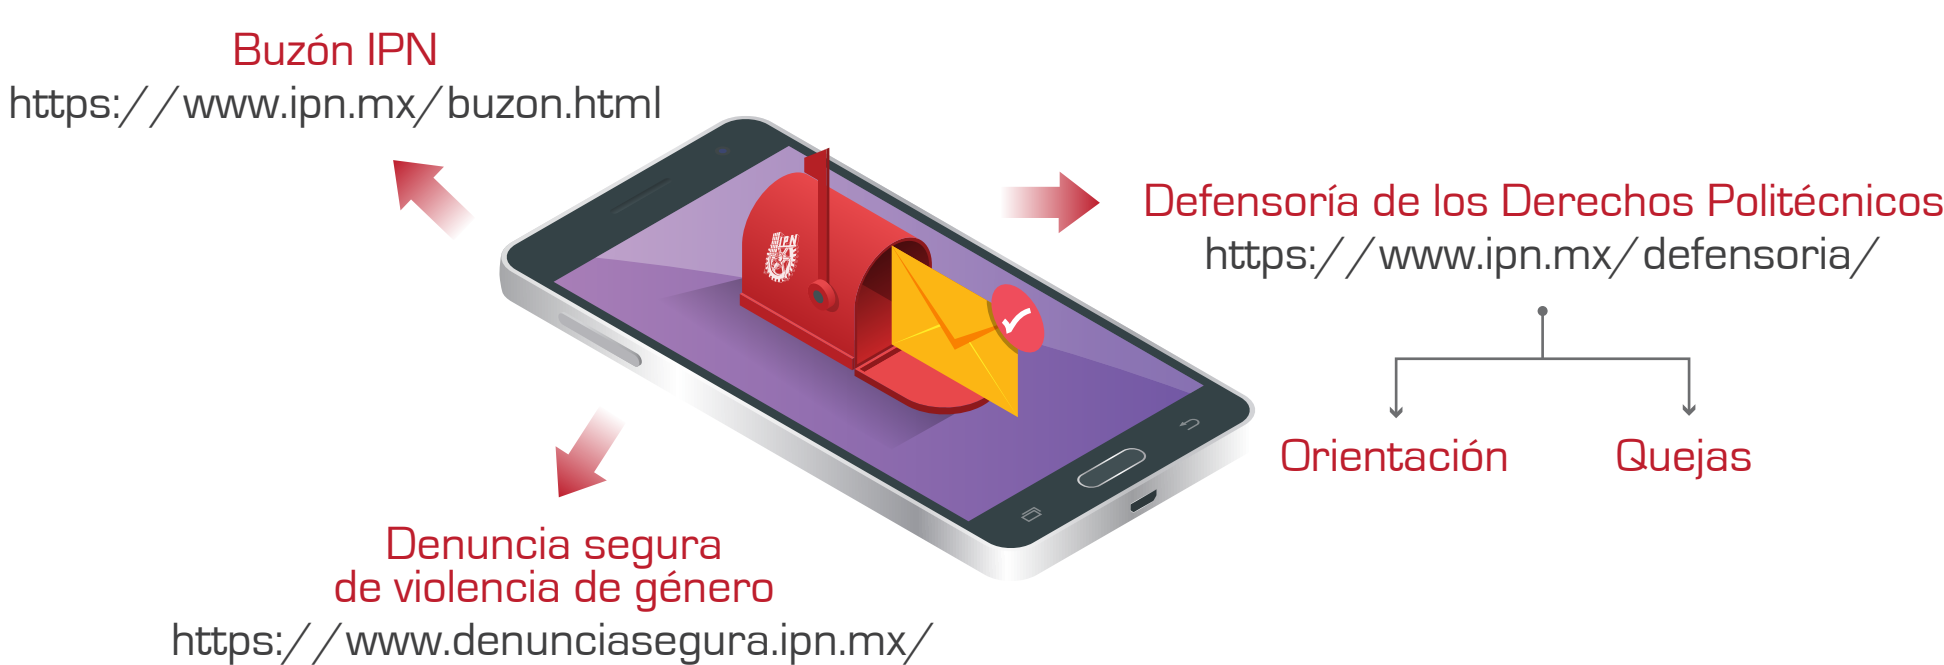 Buzón IPN
https://www.ipn.mx/buzon.html
Defensoría de los Derechos Politécnicos
https://www.ipn.mx/defensoria/
Orientación
Quejas
IPN
Denuncia segura
de violencia de género
https://www.denunciasegura.ipn.mx/